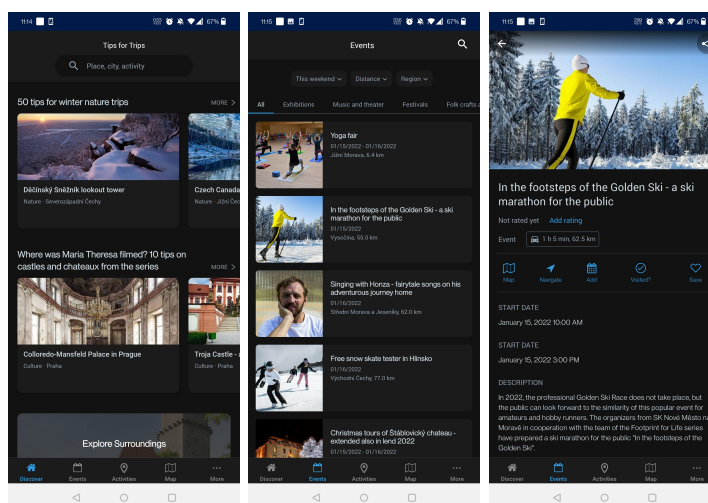 11:14
67%
Tips for Trips
Place, city, activity
50 tips for winter nature trips
MORE >
Děčínský Sněžník lookout tower
Nature · Severozápadní Čechy
Czech Canada
Nature · Jižní Čec
Where was Maria Theresa filmed? 10 tips on
castles and chateaux from the series
MORE >
Colloredo-Mansfeld Palace in Prague
Culture · Praha
Troja Castle - a
Culture · Praha
Explore Surroundings
Discover
Events
Activities
Map
More
11:15
67%
Events
This weekend
Distance
Region
All
Exhibitions
Music and theater
Festivals
Folk crafts a
Yoga fair
01/15/2022 - 01/16/2022
Jižní Morava, 6,4 km
In the footsteps of the Golden Ski - a ski
marathon for the public
01/15/2022
Vysočina, 55.0 km
Singing with Honza - fairytale songs on his
adventurous journey home
01/16/2022
Střední Morava a Jeseníky, 62.0 km
Free snow skate tester in Hlinsko
01/16/2022
Východní Čechy, 77.0 km
Christmas tours of Štáblovický chateau -
extended also in lend 2022
01/15/2022 - 01/16/2022
Discover
Events
Activities
Map
More
11:15
67%
In the footsteps of the Golden Ski - a ski
marathon for the public
Not rated yet
Add rating
Event
1 h 5 min, 62.5 km
Map
Navigate
Add
Visited?
Save
START DATE
January 15, 2022 10:00 AM
START DATE
January 15, 2022 3:00 PM
DESCRIPTION
In 2022, the professional Golden Ski Race does not take place, but
the public can look forward to the similarity of this popular event for
amateurs and hobby runners. The organizers from SK Nové Město na
Moravě in cooperation with the team of the Footprint for Life series
have prepared a ski marathon for the public "In the footsteps of the
Golden Ski".
Discover
Events
Activities
Map
More